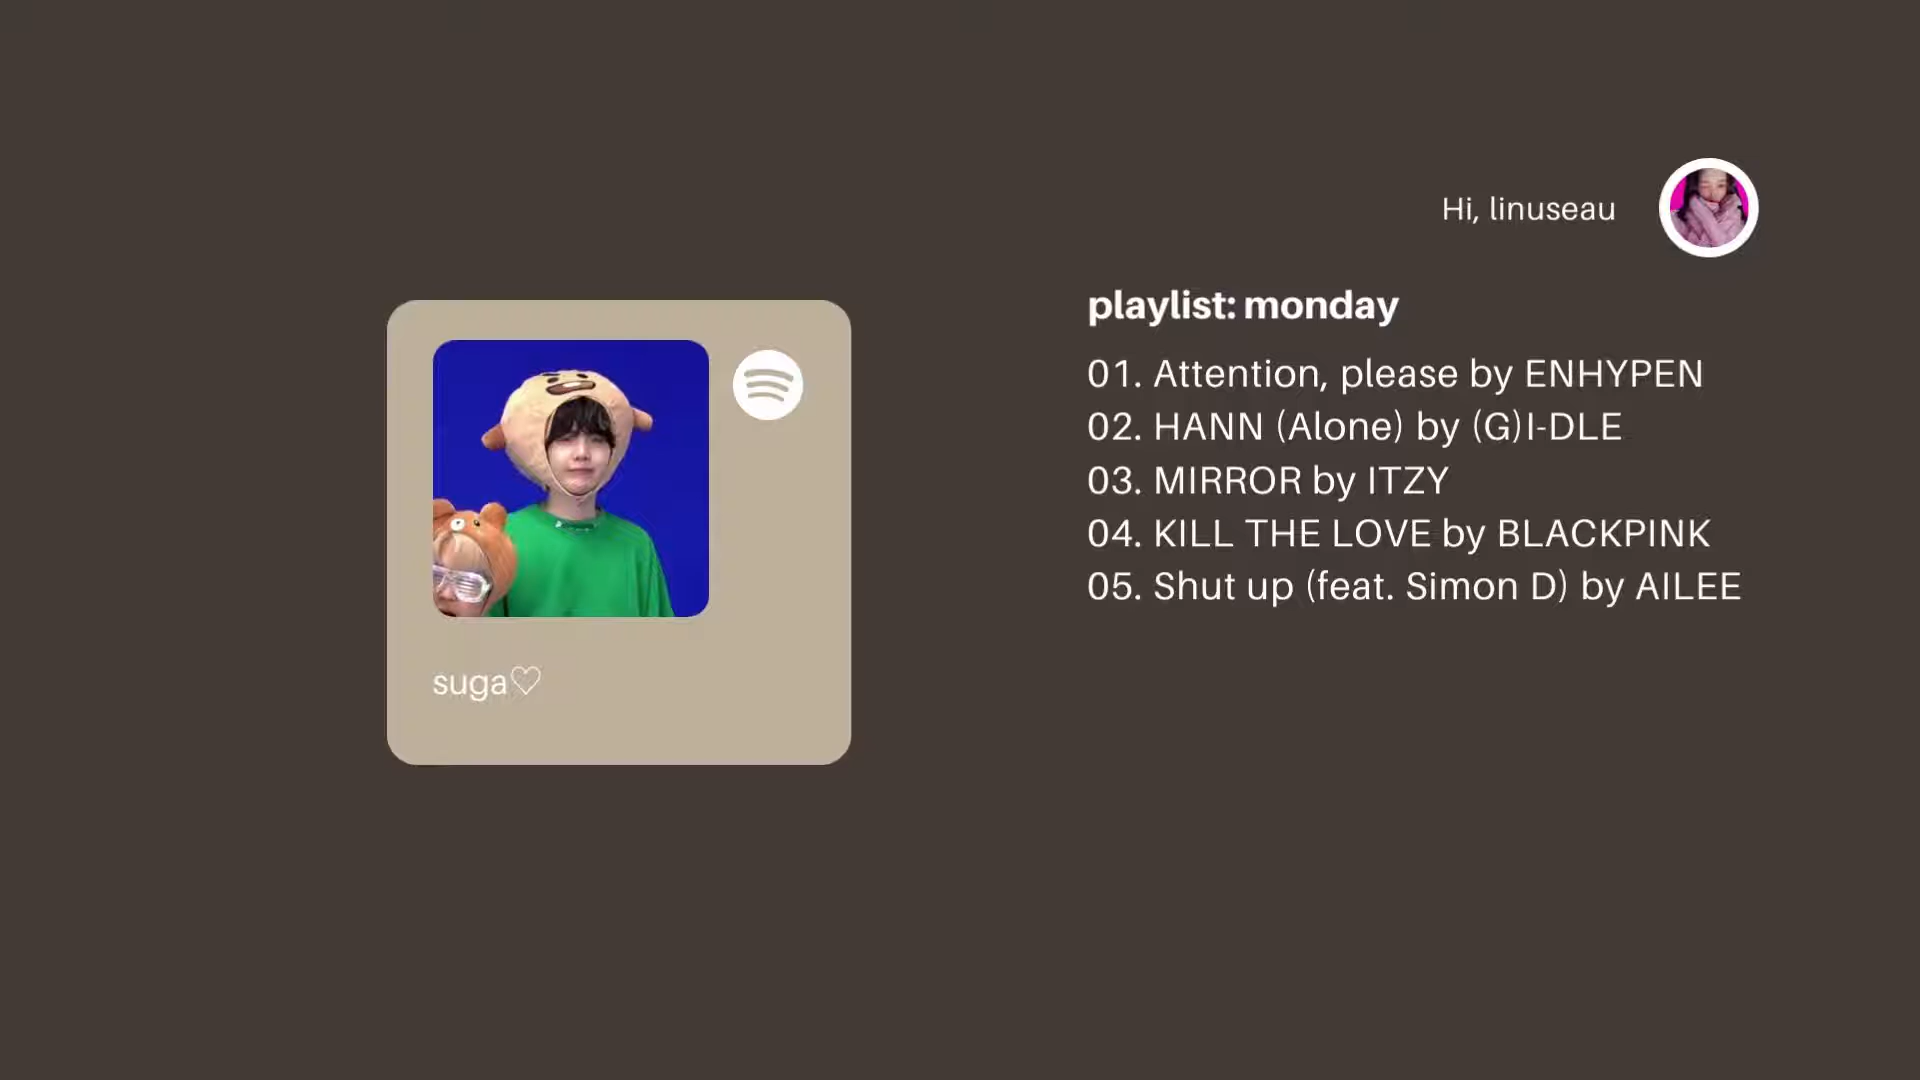 Hi, linuseau
playlist: monday
01. Attention, please by ENHYPEN
02. HANN (Alone) by (G)I-DLE
03. MIRROR by ITZY
04. KILL THE LOVE by BLACKPINK
05. Shut up (feat. Simon D) by AILEE
suga♡